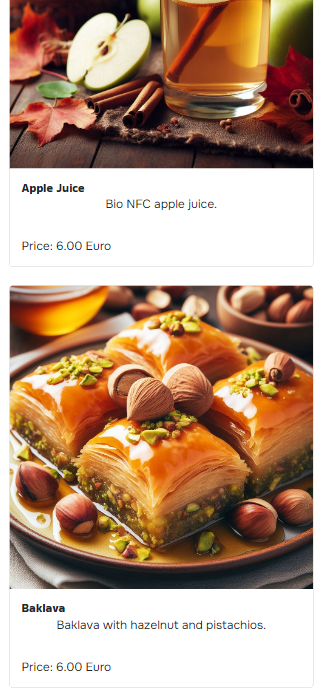 Apple Juice
Bio NFC apple juice.
Price: 6.00 Euro
Baklava
Baklava with hazelnut and pistachios.
Price: 6.00 Euro